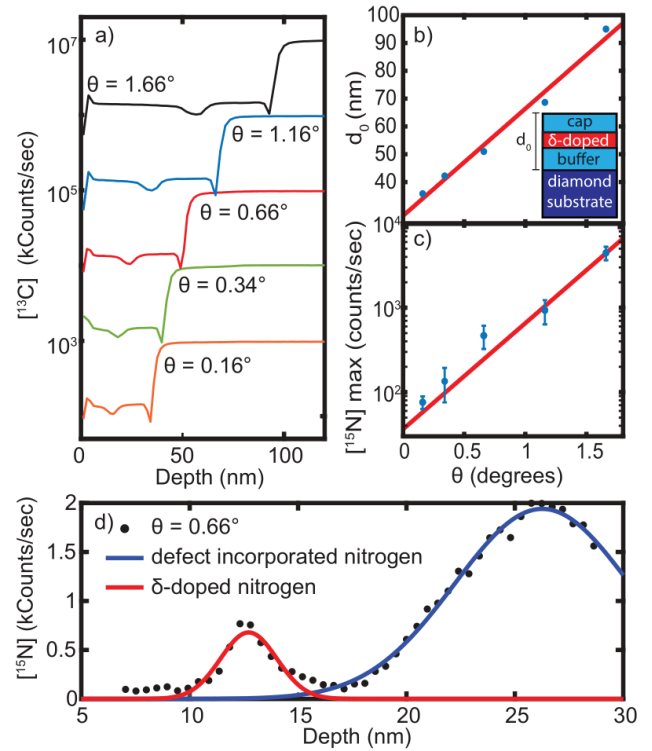 a)
10⁷
10⁵
10³
[¹³C] (kCounts/sec)
θ = 1.66°
θ = 1.16°
θ = 0.66°
θ = 0.34°
θ = 0.16°
0
50
100
Depth (nm)
b)
100
90
80
70
60
50
40
d₀ (nm)
d₀
cap
δ-doped
buffer
diamond
substrate
c)
10⁴
10³
10²
[¹⁵N] max (counts/sec)
0
0.5
1
1.5
θ (degrees)
d)
2
1.5
1
0.5
0
[¹⁵N] (kCounts/sec)
θ = 0.66°
defect incorporated nitrogen
δ-doped nitrogen
5
10
15
20
25
30
Depth (nm)